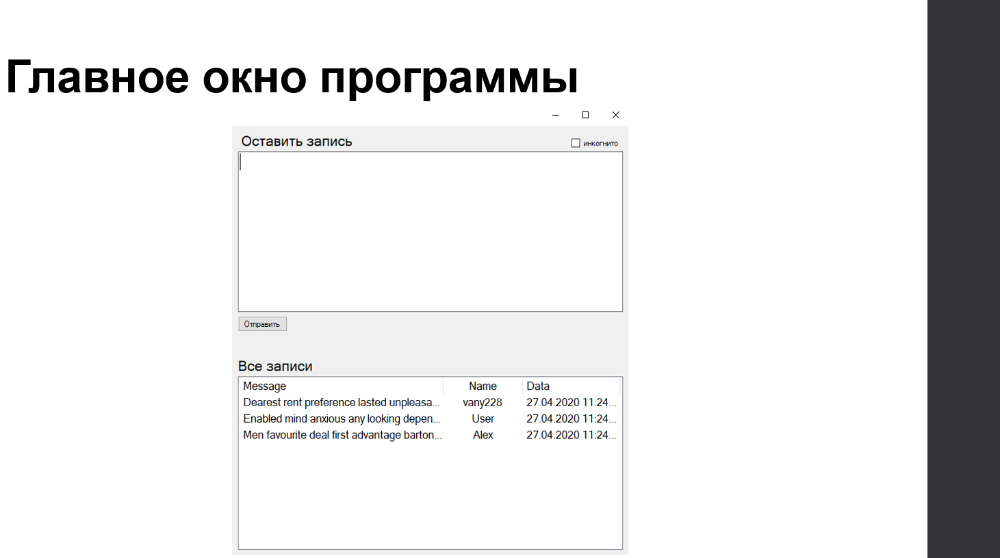 Главное окно программы
Оставить запись
инкогнито
Отправить
Все записи
Message Name Data
Dearest rent preference lasted unpleasa... vany228 27.04.2020 11:24...
Enabled mind anxious any looking depen... User 27.04.2020 11:24...
Men favourite deal first advantage barton... Alex 27.04.2020 11:24...